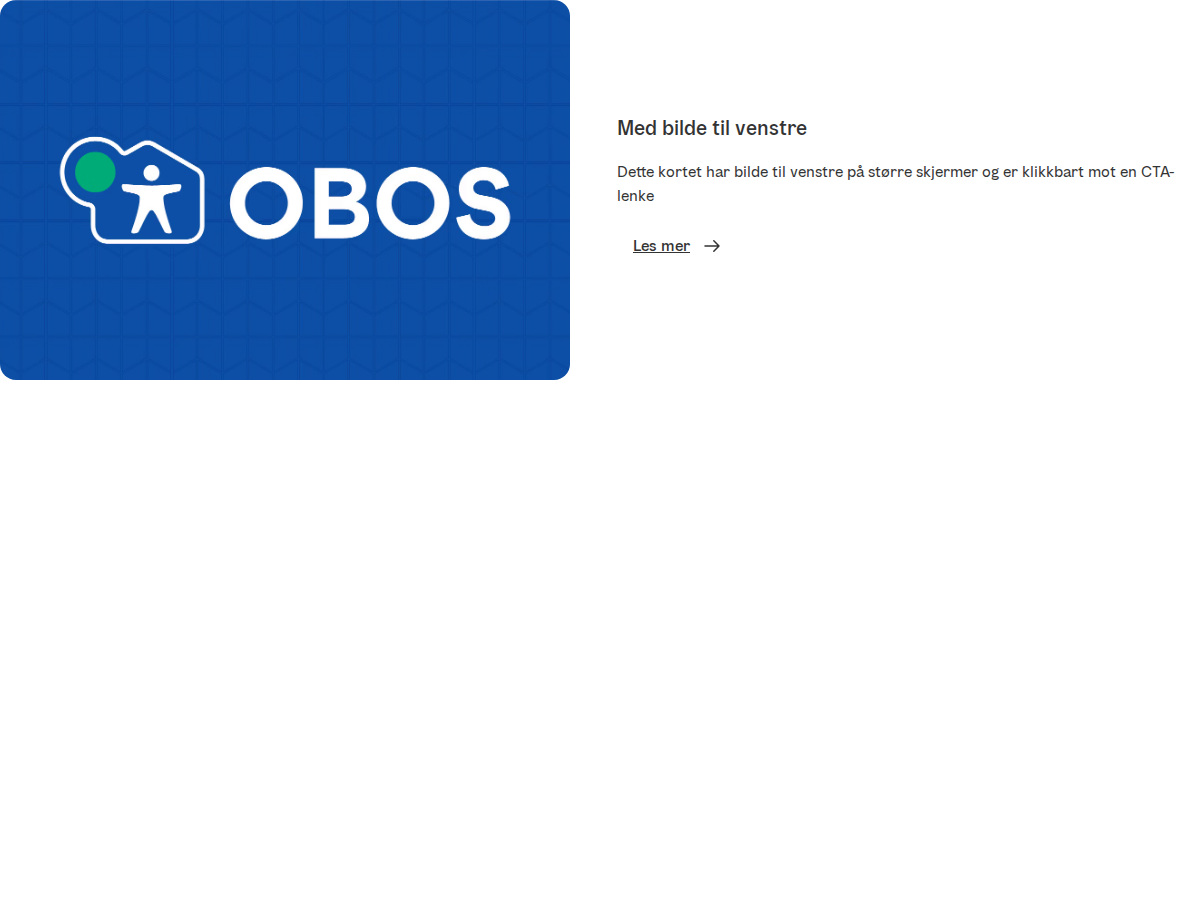 OBOS
Med bilde til venstre
Dette kortet har bilde til venstre på større skjermer og er klikkbart mot en CTA-
lenke
Les mer